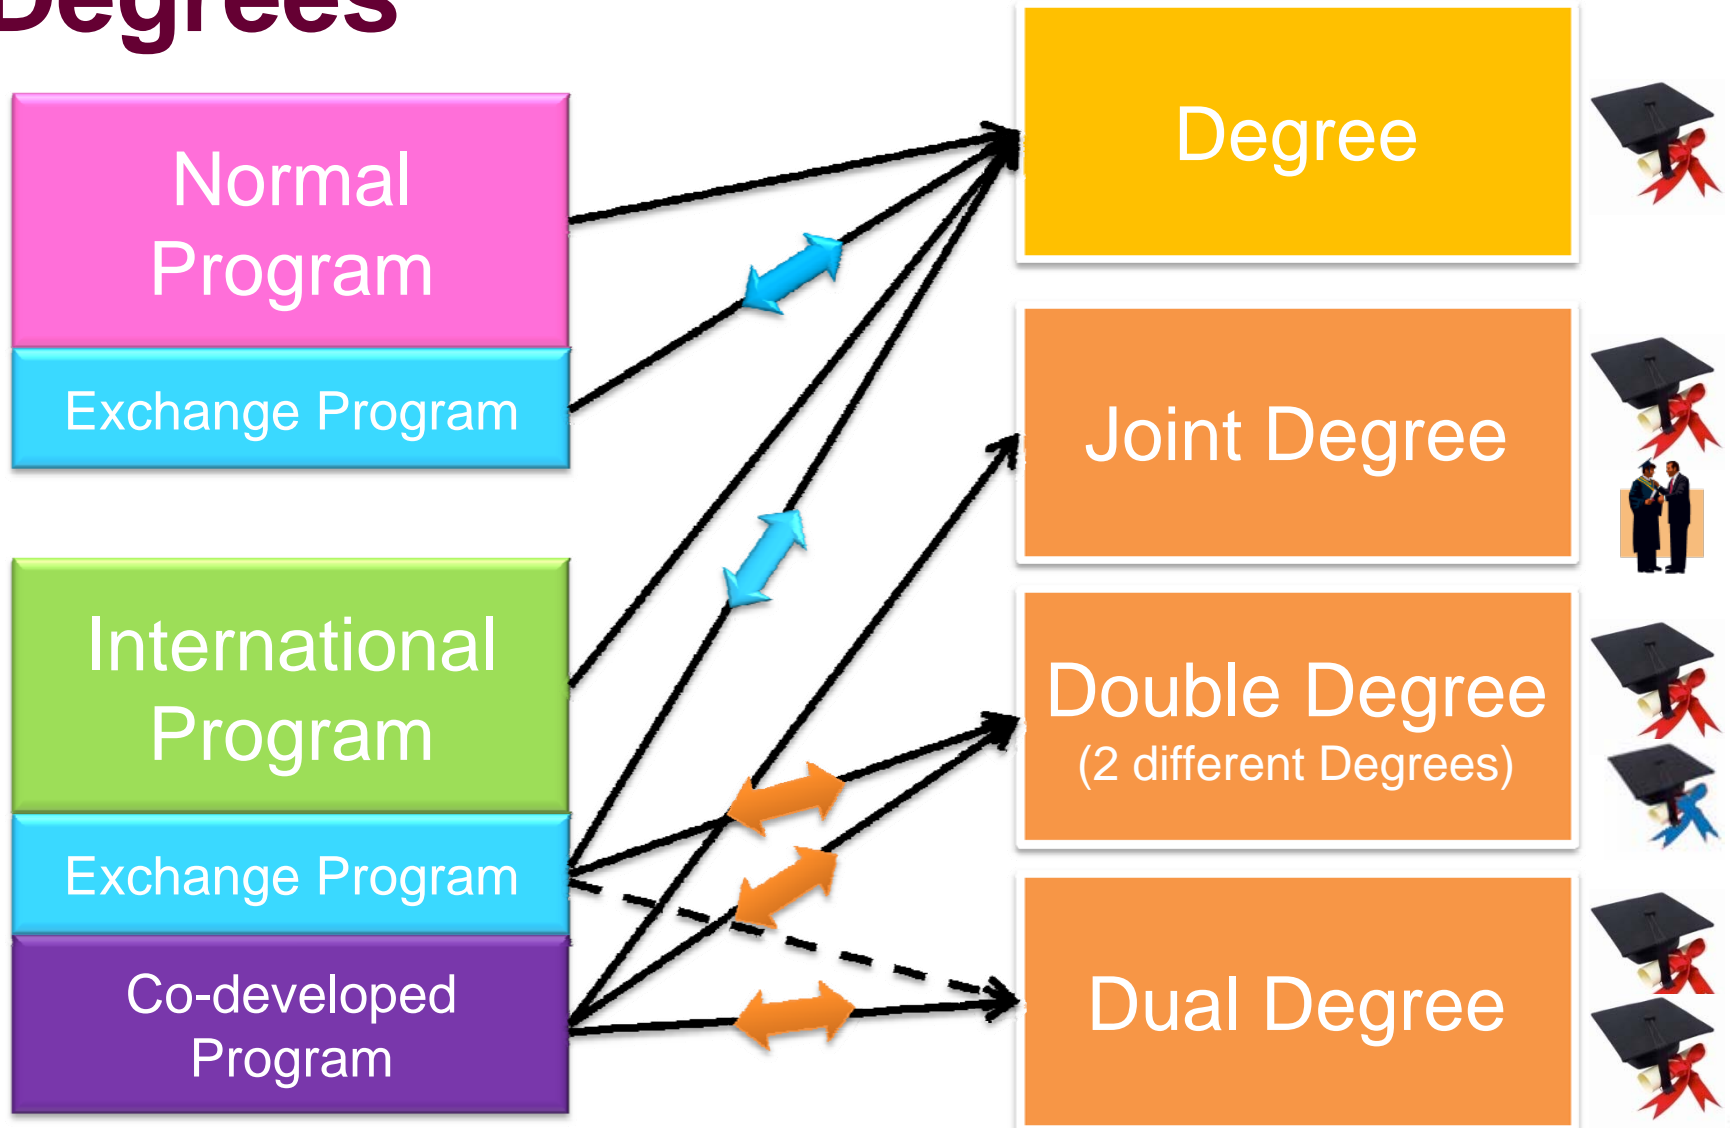 Degrees
Normal
Program
Exchange Program
International
Program
Exchange Program
Co-developed
Program
Degree
Joint Degree
Double Degree
(2 different Degrees)
Dual Degree